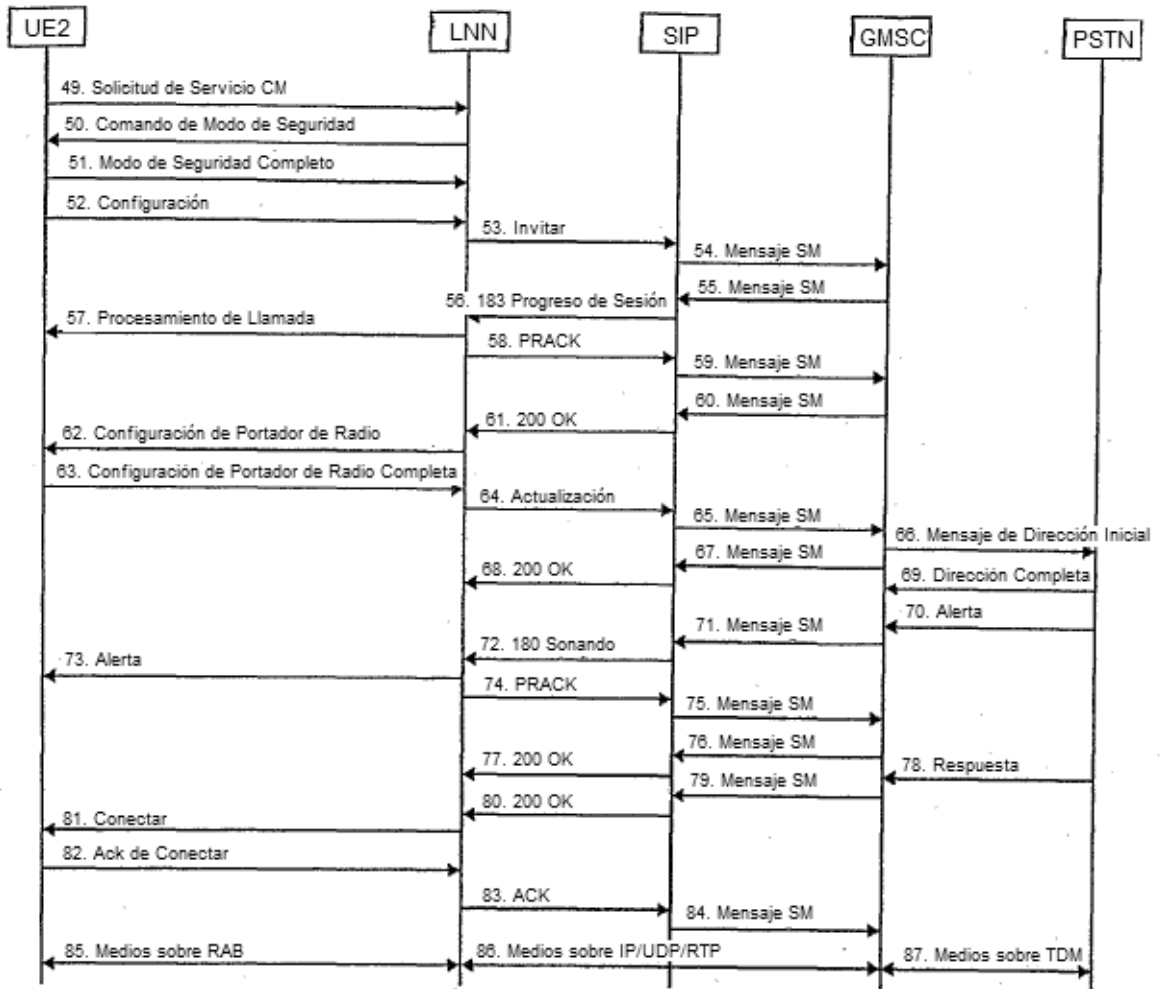 UE2
LNN
SIP
GMSC
PSTN
49. Solicitud de Servicio CM
50. Comando de Modo de Seguridad
51. Modo de Seguridad Completo
52. Configuración
53. Invitar
54. Mensaje SM
55. Mensaje SM
56. 183 Progreso de Sesión
57. Procesamiento de Llamada
58. PRACK
59. Mensaje SM
60. Mensaje SM
61. 200 OK
62. Configuración de Portador de Radio
63. Configuración de Portador de Radio Completa
64. Actualización
65. Mensaje SM
66. Mensaje de Dirección Inicial
67. Mensaje SM
68. 200 OK
69. Dirección Completa
70. Alerta
71. Mensaje SM
72. 180 Sonando
73. Alerta
74. PRACK
75. Mensaje SM
76. Mensaje SM
77. 200 OK
78. Respuesta
79. Mensaje SM
80. 200 OK
81. Conectar
82. Ack de Conectar
83. ACK
84. Mensaje SM
85. Medios sobre RAB
86. Medios sobre IP/UDP/RTP
87. Medios sobre TDM